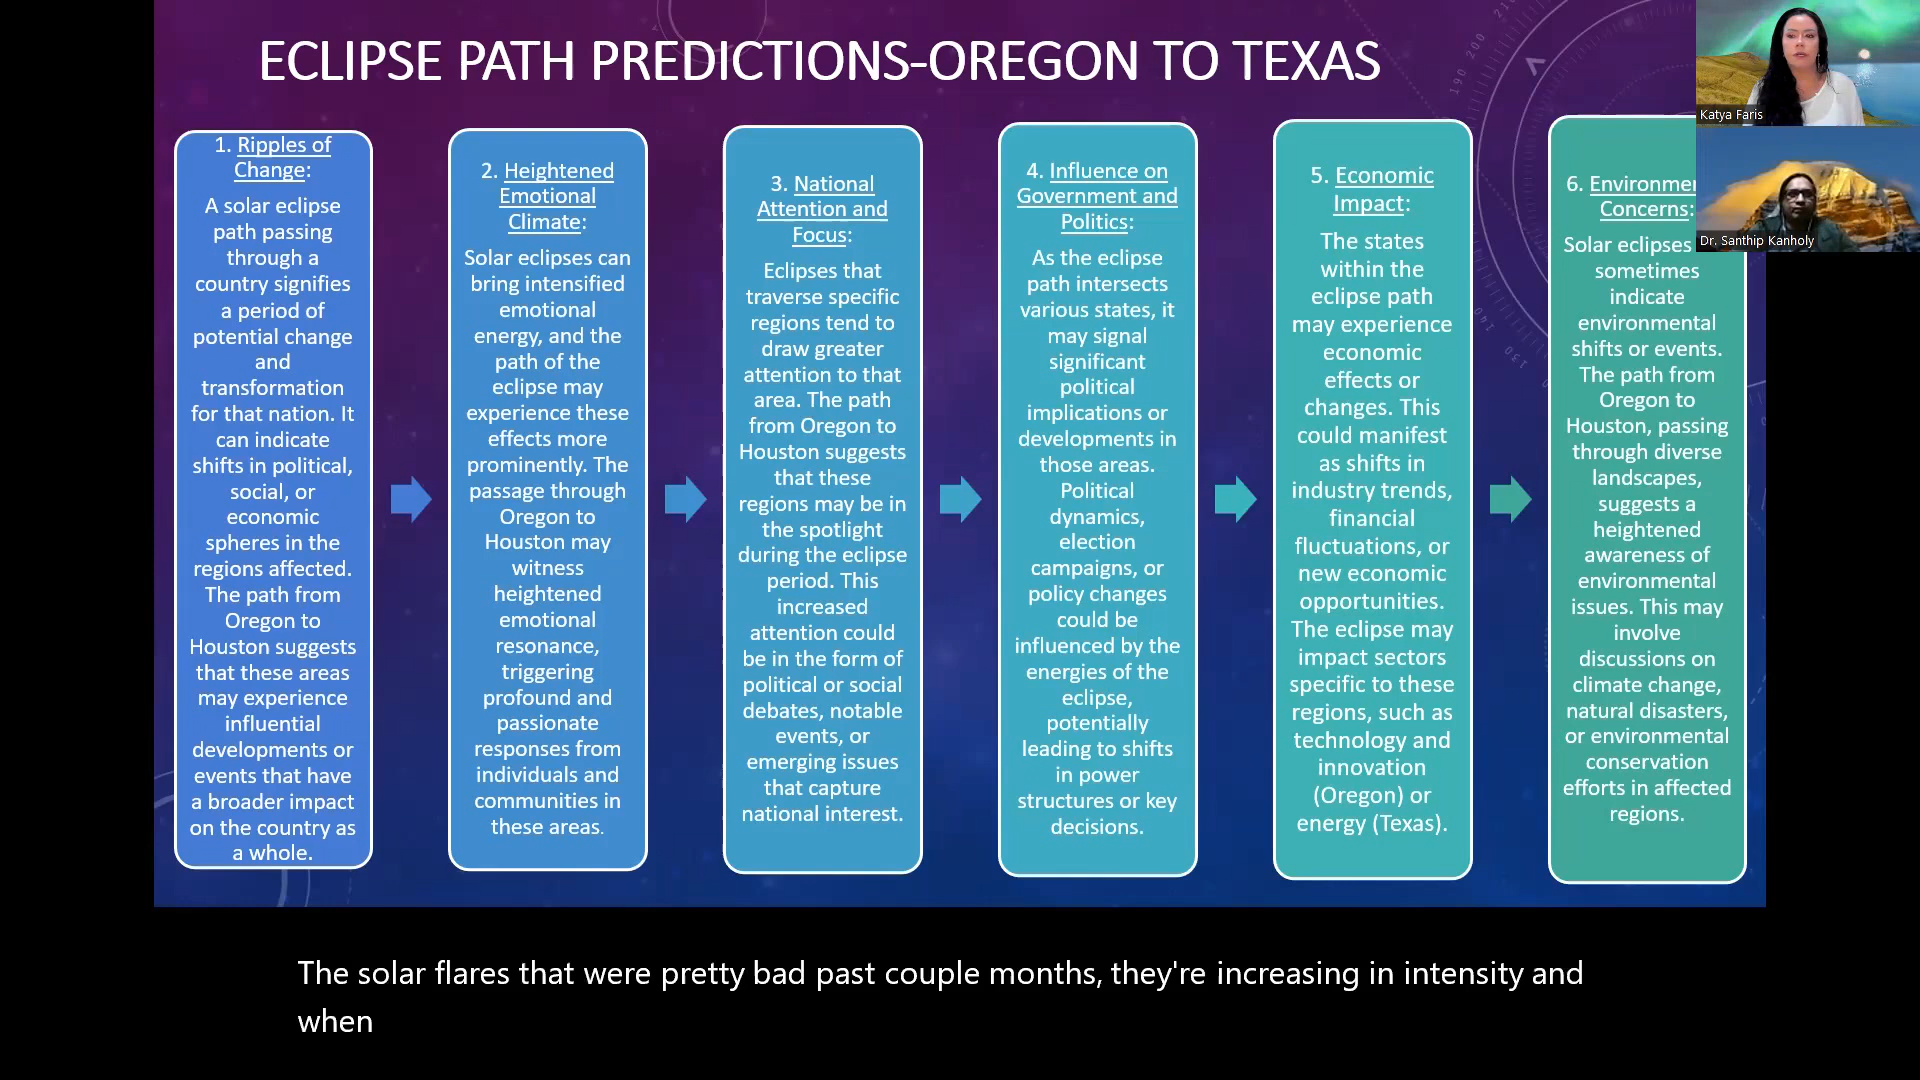 ECLIPSE PATH PREDICTIONS-OREGON TO TEXAS
1. Ripples of
Change:
A solar eclipse
path passing
through a
country signifies
a period of
potential change
and
transformation
for that nation. It
can indicate
shifts in political,
social, or
economic
spheres in the
regions affected.
The path from
Oregon to
Houston suggests
that these areas
may experience
influential
developments or
events that have
a broader impact
on the country as
a whole.
2. Heightened
Emotional
Climate:
Solar eclipses can
bring intensified
emotional
energy, and the
path of the
eclipse may
experience these
effects more
prominently. The
passage through
Oregon to
Houston may
witness
heightened
emotional
resonance,
triggering
profound and
passionate
responses from
individuals and
communities in
these areas.
3. National
Attention and
Focus:
Eclipses that
traverse specific
regions tend to
draw greater
attention to that
area. The path
from Oregon to
Houston suggests
that these
regions may be in
the spotlight
during the eclipse
period. This
increased
attention could
be in the form of
political or social
debates, notable
events, or
emerging issues
that capture
national interest.
4. Influence on
Government and
Politics:
As the eclipse
path intersects
various states, it
may signal
significant
political
implications or
developments in
those areas.
Political
dynamics,
election
campaigns, or
policy changes
could be
influenced by the
energies of the
eclipse,
potentially
leading to shifts
in power
structures or key
decisions.
5. Economic
Impact:
The states
within the
eclipse path
may experience
economic
effects or
changes. This
could manifest
as shifts in
industry trends,
financial
fluctuations, or
new economic
opportunities.
The eclipse may
impact sectors
specific to these
regions, such as
technology and
innovation
(Oregon) or
energy (Texas).
6.
Concerns:
Solar eclipses
sometimes
indicate
environmental
shifts or events.
The path from
Oregon to
Houston, passing
through diverse
landscapes,
suggests a
heightened
awareness of
environmental
issues. This may
involve
discussions on
climate change,
natural disasters,
or environmental
conservation
efforts in affected
regions.
Katya Faris
Dr. Santhip Kanholy
190 200 210
140
130
The solar flares that were pretty bad past couple months, they're increasing in intensity and
when